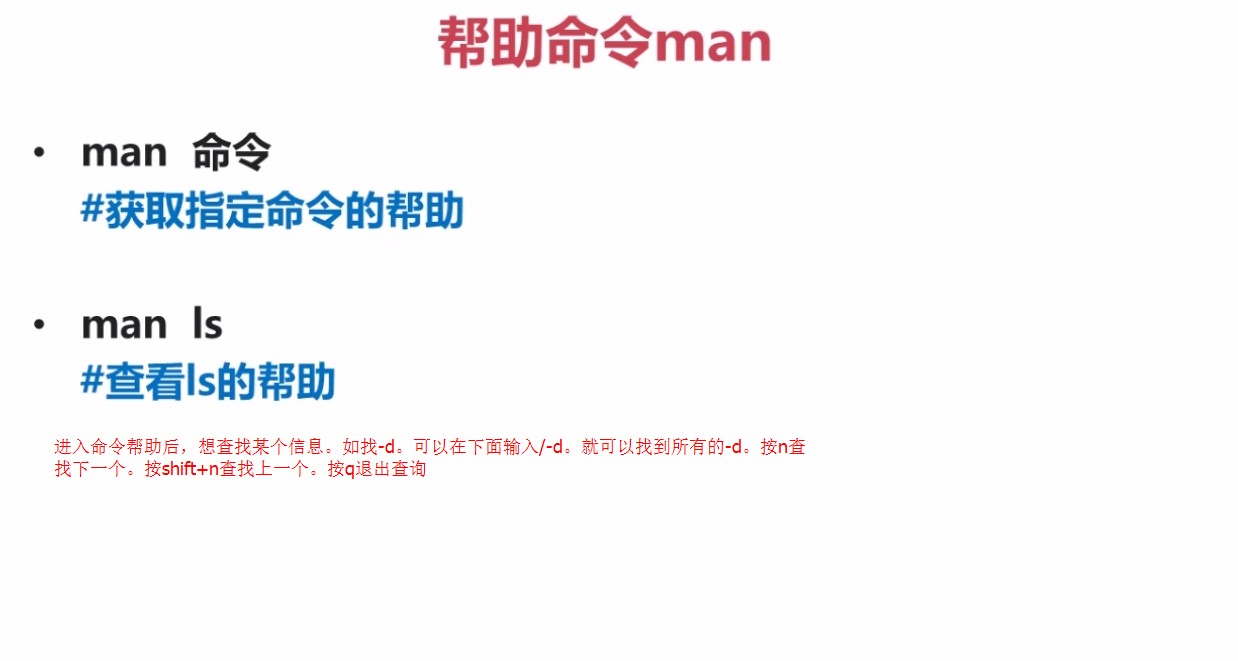 帮助命令man
• man 命令
#获取指定命令的帮助
• man ls
#查看ls的帮助
进入命令帮助后，想查找某个信息。如找-d。可以在下面输入/-d。就可以找到所有的-d。按n查
找下一个。按shift+n查找上一个。按q退出查询